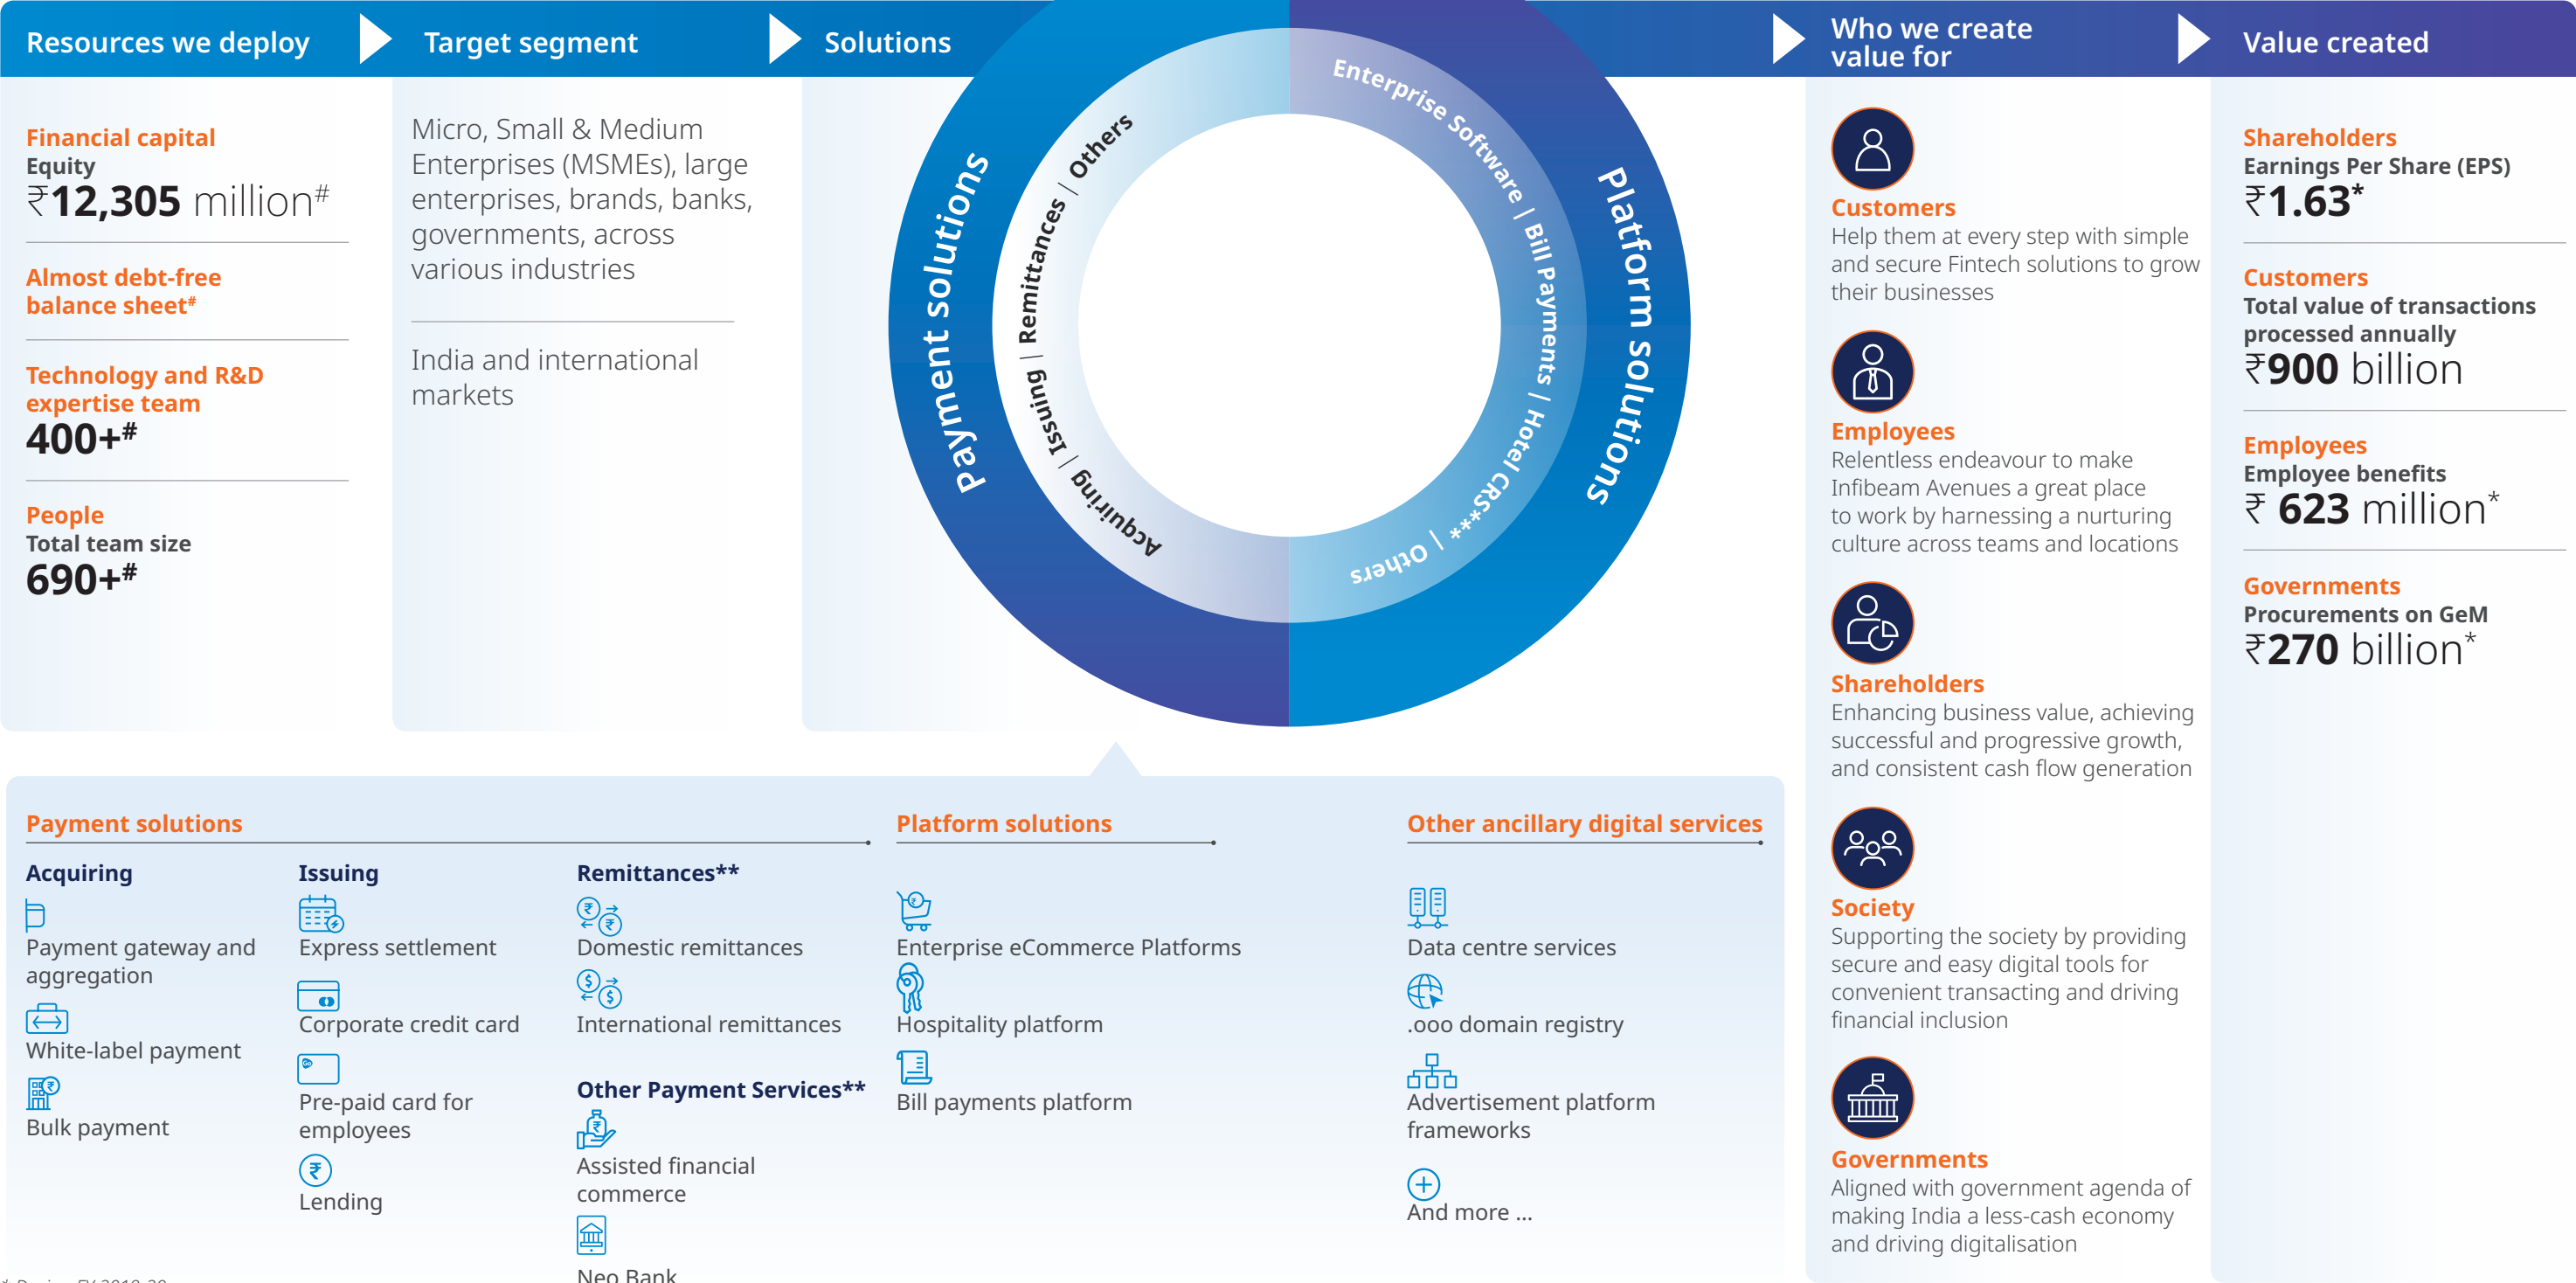 Resources we deploy
Target segment
Solutions
Who we create
value for
Value created
Financial capital
Equity
₹12,305 million#
Almost debt-free
balance sheet#
Technology and R&D
expertise team
400+#
People
Total team size
690+#
Micro, Small & Medium
Enterprises (MSMEs), large
enterprises, brands, banks,
governments, across
various industries
India and international
markets
Payment solutions
Acquiring | Issuing | Remittances | Others
Enterprise Software | Bill Payments | Hotel CRS*** | Others
Platform solutions
Customers
Help them at every step with simple
and secure Fintech solutions to grow
their businesses
Employees
Relentless endeavour to make
Infibeam Avenues a great place
to work by harnessing a nurturing
culture across teams and locations
Shareholders
Enhancing business value, achieving
successful and progressive growth,
and consistent cash flow generation
Society
Supporting the society by providing
secure and easy digital tools for
convenient transacting and driving
financial inclusion
Governments
Aligned with government agenda of
making India a less-cash economy
and driving digitalisation
Shareholders
Earnings Per Share (EPS)
₹1.63*
Customers
Total value of transactions
processed annually
₹900 billion
Employees
Employee benefits
₹ 623 million*
Governments
Procurements on GeM
₹270 billion*
Payment solutions
Acquiring
Payment gateway and
aggregation
White-label payment
Bulk payment
Issuing
Express settlement
Corporate credit card
Pre-paid card for
employees
Lending
Remittances**
Domestic remittances
International remittances
Other Payment Services**
Assisted financial
commerce
Neo Bank
Platform solutions
Enterprise eCommerce Platforms
Hospitality platform
Bill payments platform
Other ancillary digital services
Data centre services
.ooo domain registry
Advertisement platform
frameworks
And more ...